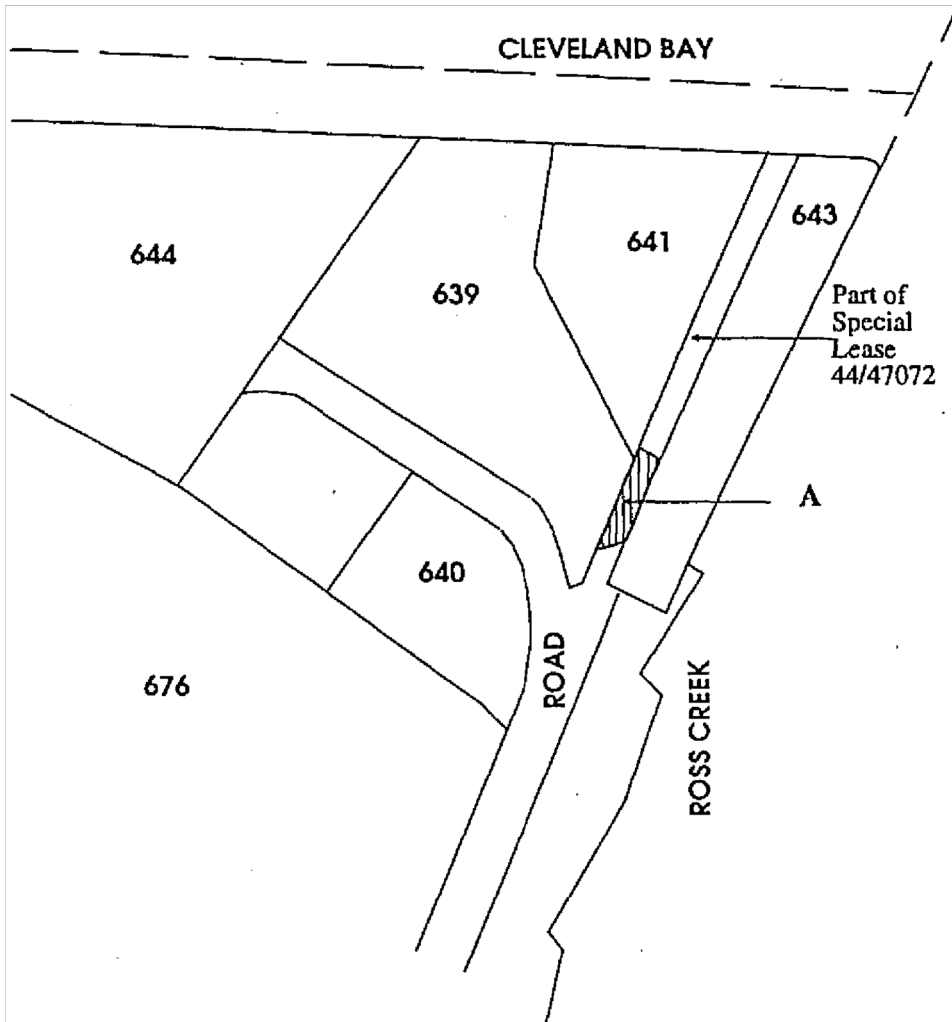 CLEVELAND BAY
643
641
644
639
Part of
Special
Lease
44/47072
A
640
ROAD
676
ROSS CREEK